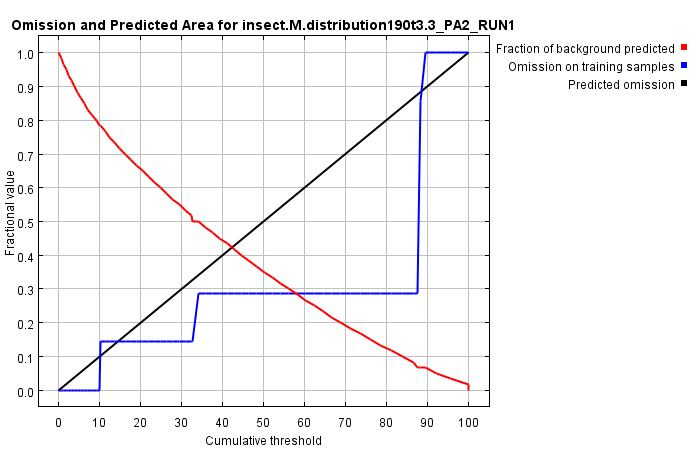 Omission and Predicted Area for insect.M.distribution190t3.3_PA2_RUN1
Fraction of background predicted
Omission on training samples
Predicted omission
1.0
0.9
0.8
0.7
0.6
0.5
0.4
0.3
0.2
0.1
0.0
Fractional value
0 10 20 30 40 50 60 70 80 90 100
Cumulative threshold